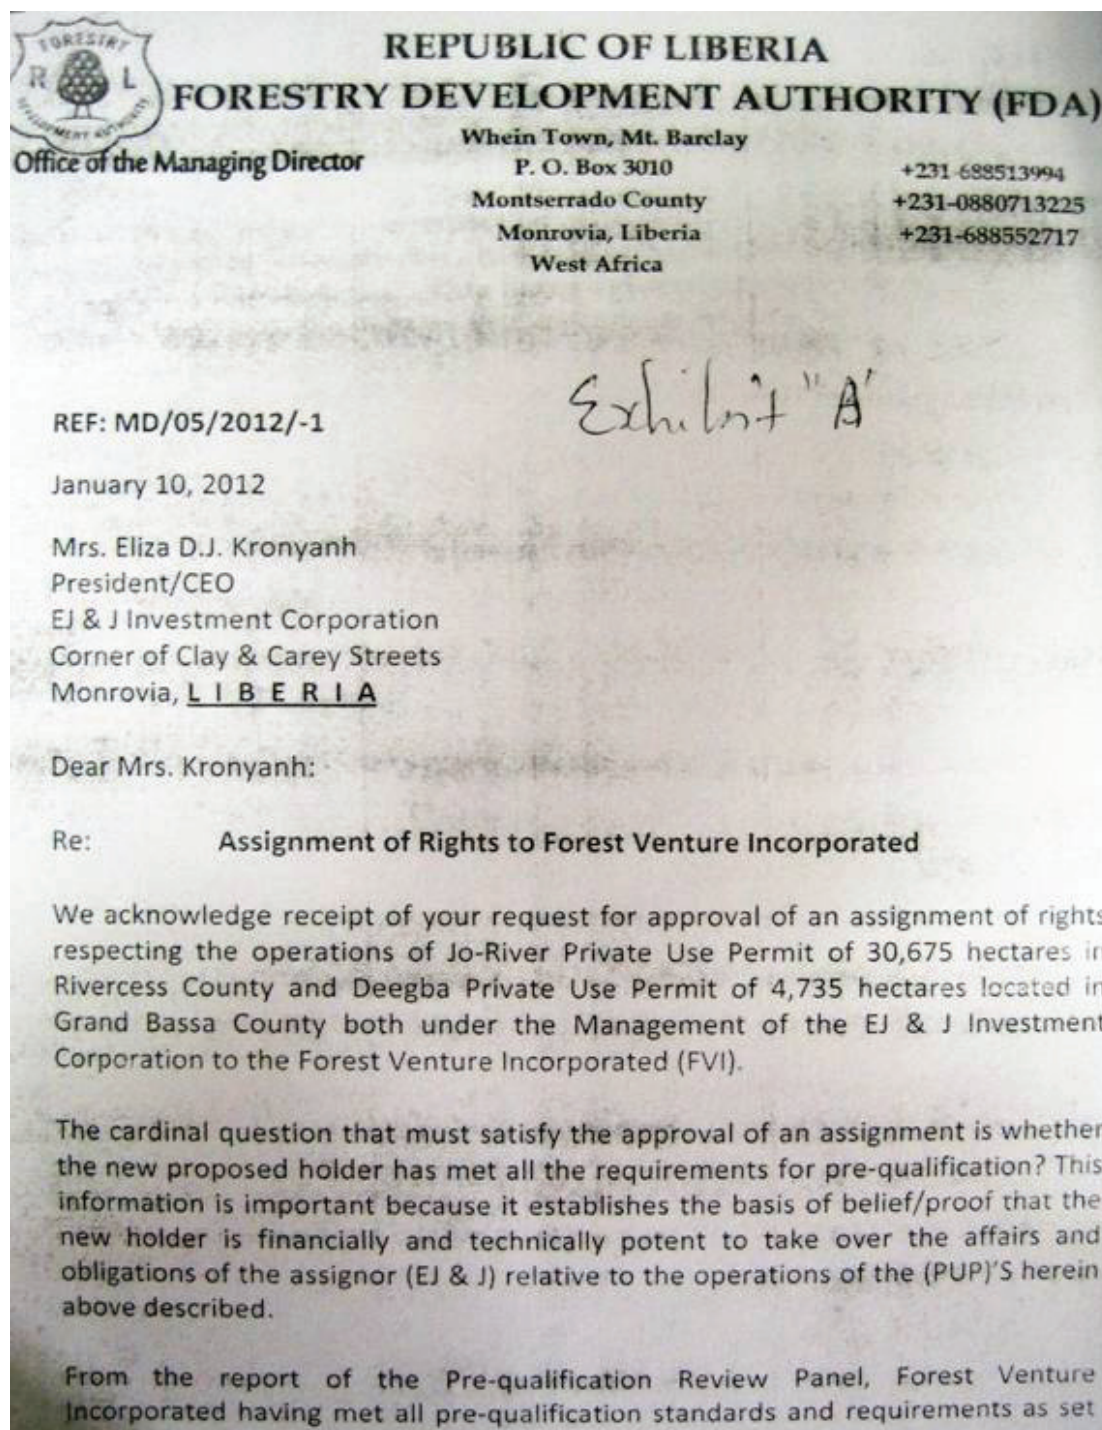 FORESTRY
R L
DEVELOPMENT AUTHORITY
REPUBLIC OF LIBERIA
FORESTRY DEVELOPMENT AUTHORITY (FDA)
Office of the Managing Director
Whein Town, Mt. Barclay
P. O. Box 3010
Montserrado County
Monrovia, Liberia
West Africa
+231-688513994
+231-0880713225
+231-688552717
Exhibit "A"
REF: MD/05/2012/-1
January 10, 2012
Mrs. Eliza D.J. Kronyanh
President/CEO
EJ & J Investment Corporation
Corner of Clay & Carey Streets
Monrovia, L I B E R I A
Dear Mrs. Kronyanh:
Re: Assignment of Rights to Forest Venture Incorporated
We acknowledge receipt of your request for approval of an assignment of rights
respecting the operations of Jo-River Private Use Permit of 30,675 hectares in
Rivercess County and Deegba Private Use Permit of 4,735 hectares located in
Grand Bassa County both under the Management of the EJ & J Investment
Corporation to the Forest Venture Incorporated (FVI).
The cardinal question that must satisfy the approval of an assignment is whether
the new proposed holder has met all the requirements for pre-qualification? This
information is important because it establishes the basis of belief/proof that the
new holder is financially and technically potent to take over the affairs and
obligations of the assignor (EJ & J) relative to the operations of the (PUP)'S herein
above described.
From the report of the Pre-qualification Review Panel, Forest Venture
Incorporated having met all pre-qualification standards and requirements as set